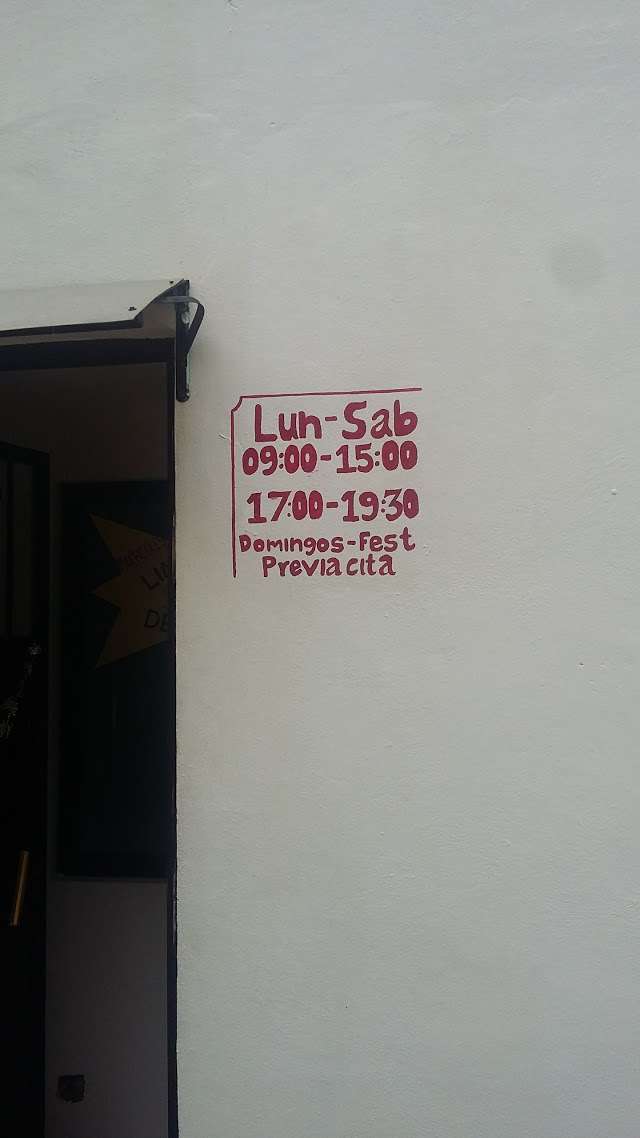 Lun-Sab
09:00-15:00
17:00-19:30
Domingos-Fest
Previa cita